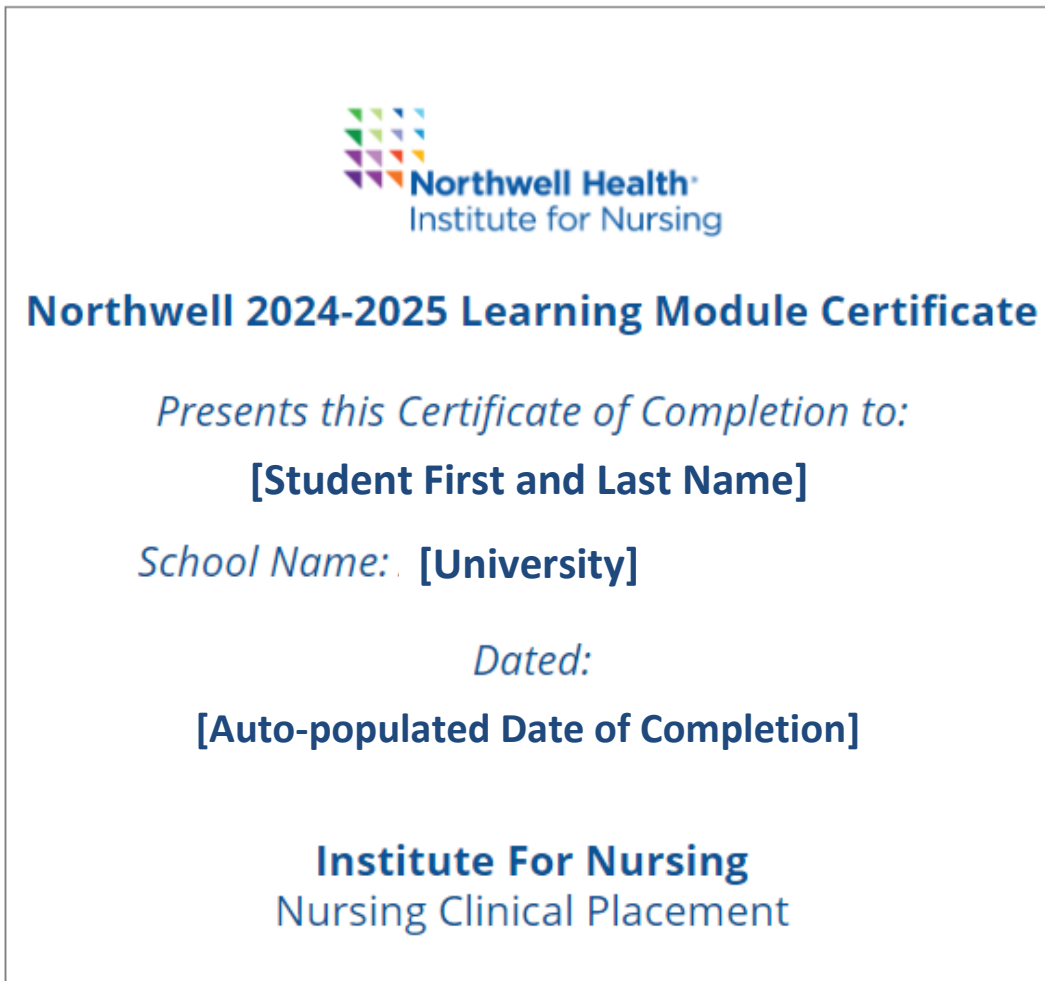 Northwell Health
Institute for Nursing
Northwell 2024-2025 Learning Module Certificate
Presents this Certificate of Completion to:
[Student First and Last Name]
School Name: [University]
Dated:
[Auto-populated Date of Completion]
Institute For Nursing
Nursing Clinical Placement